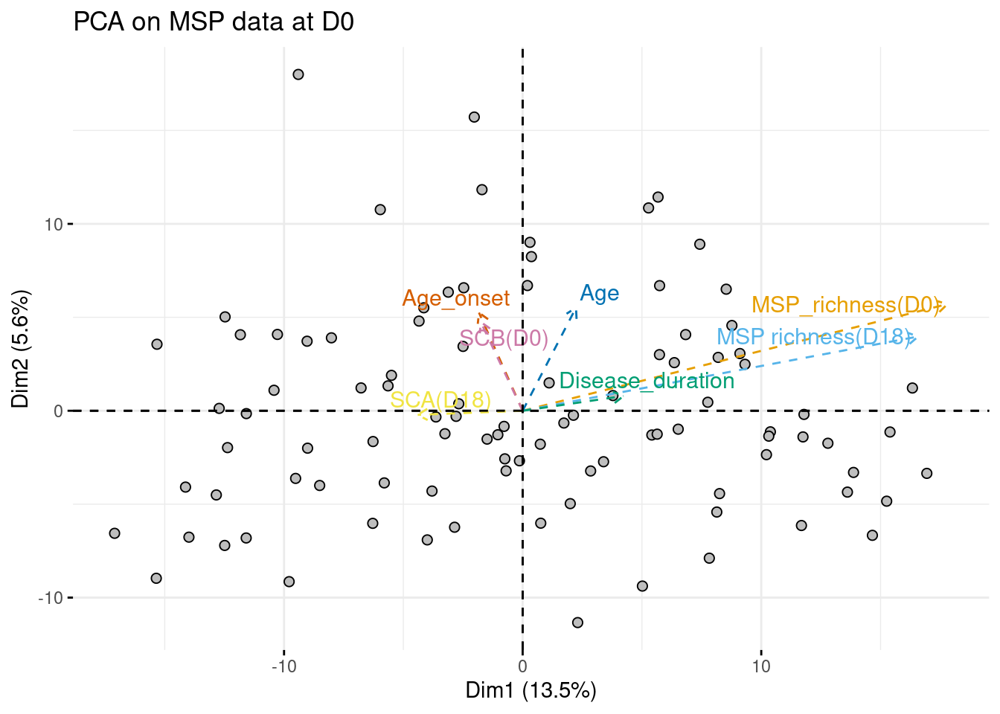 PCA on MSP data at D0
Dim2 (5.6%)
10
0
-10
Age_onset
Age
MSP_richness(D0)
SCB(D0)
MSP richness(D18)
Disease_duration
SCA(D18)
-10
0
10
Dim1 (13.5%)